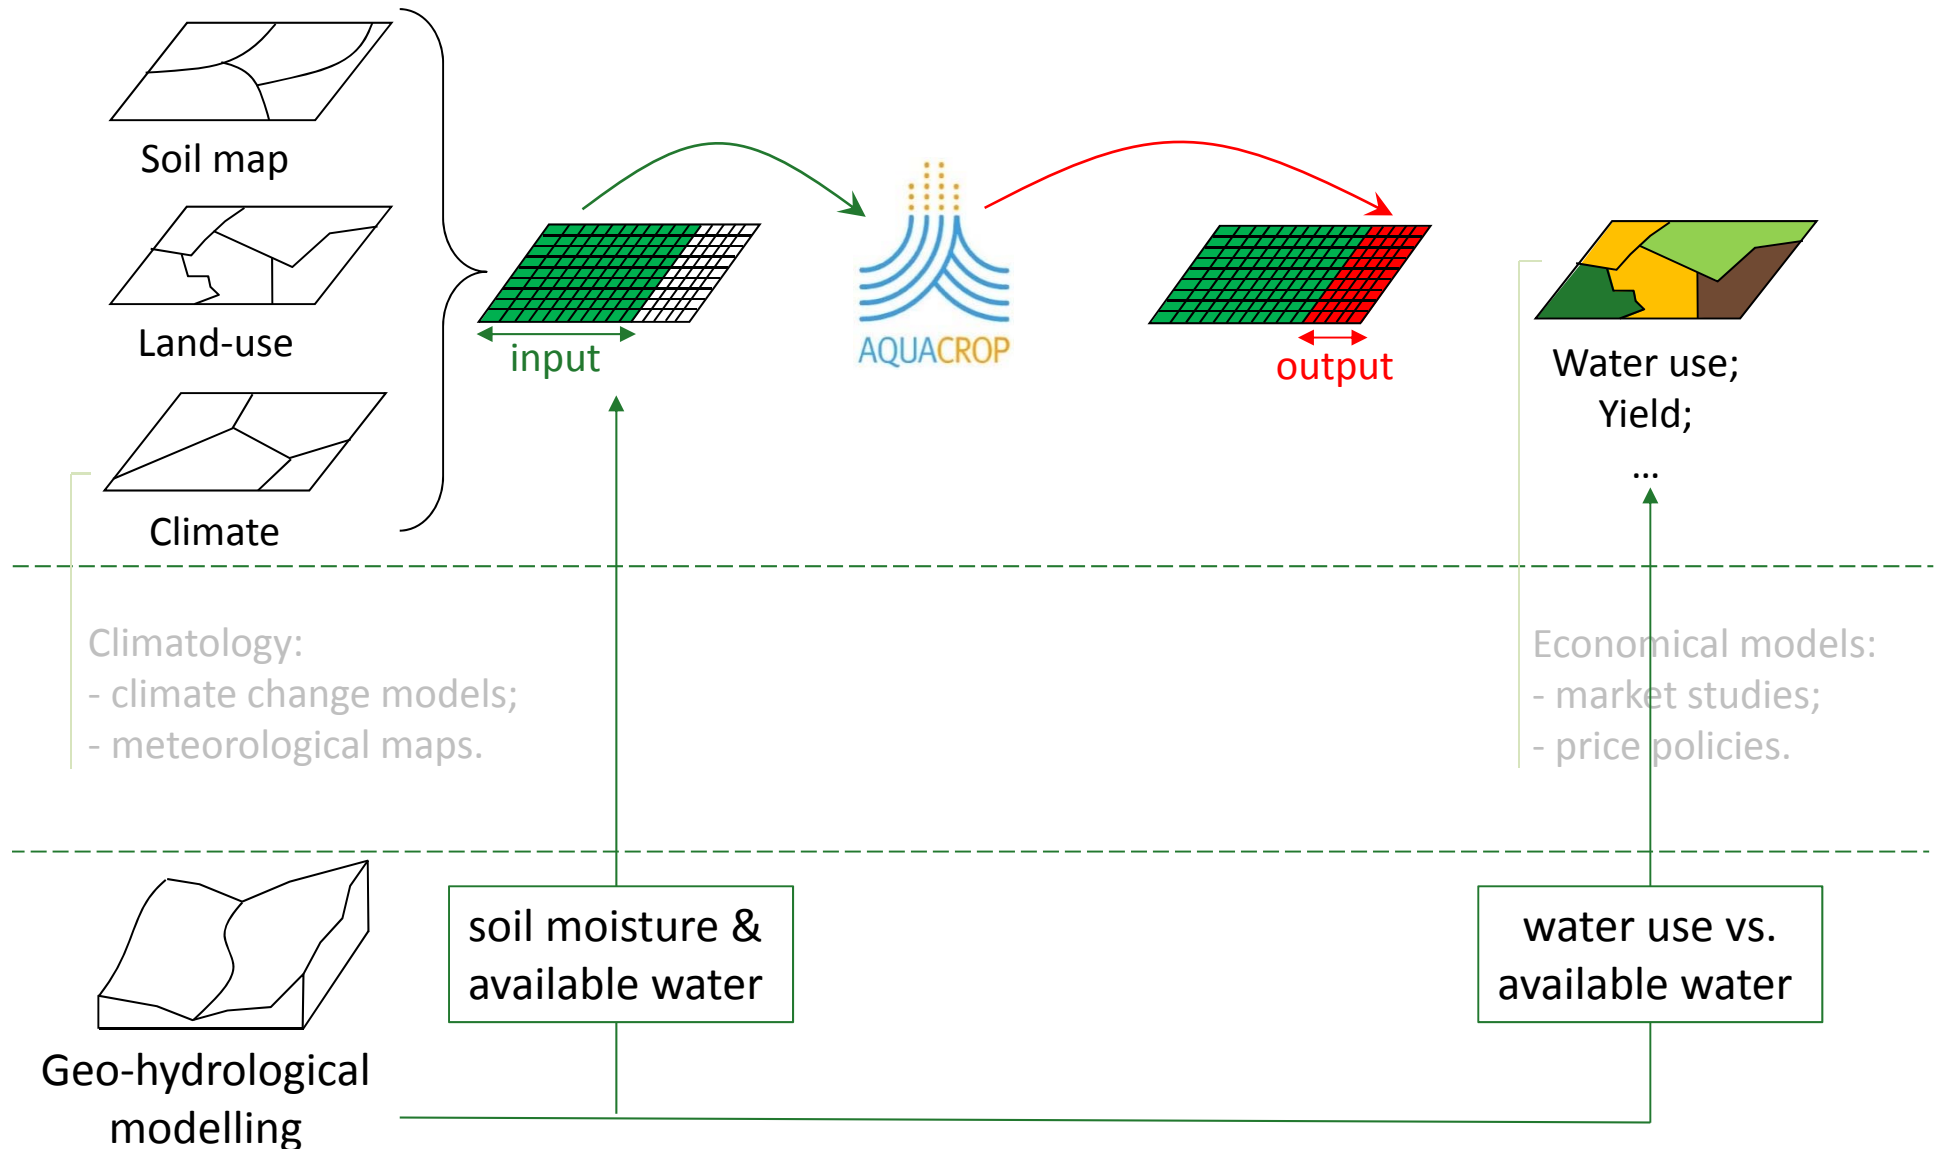 Soil map
Land-use
Climate
input
AQUACROP
output
Water use;
Yield;
...
Climatology:
- climate change models;
- meteorological maps.
Economical models:
- market studies;
- price policies.
soil moisture &
available water
water use vs.
available water
Geo-hydrological
modelling